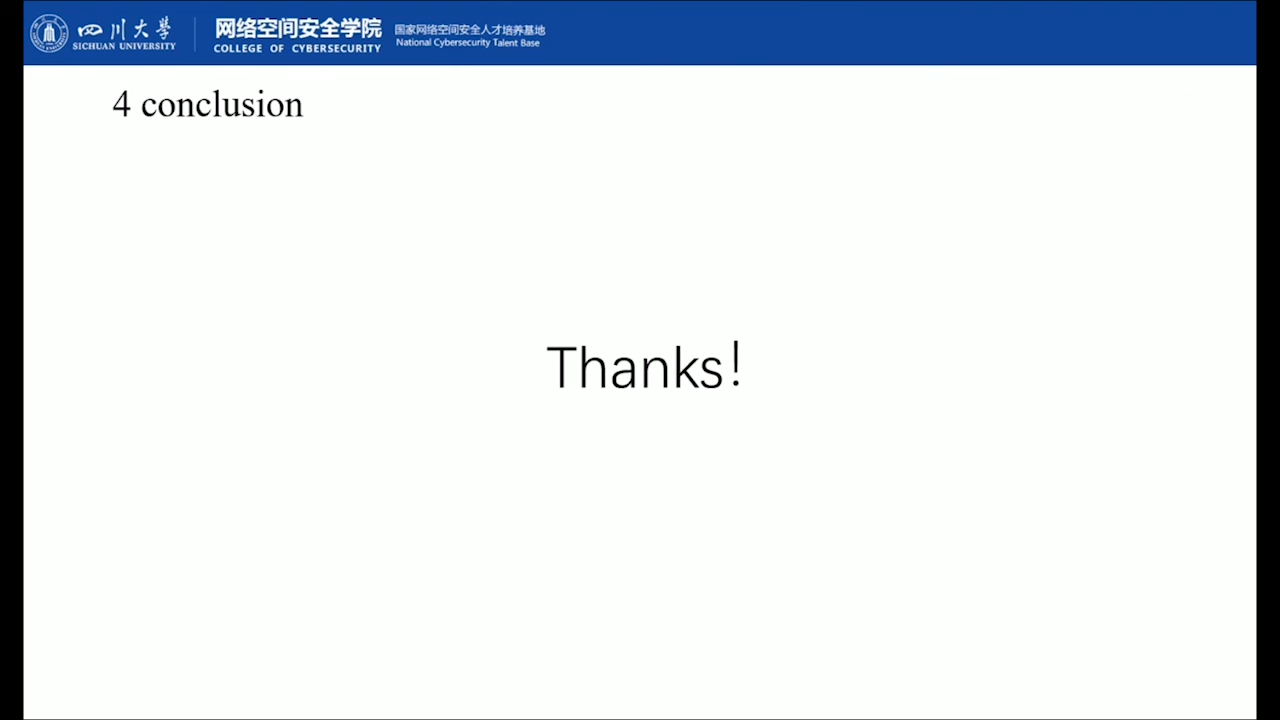 四川大學
SICHUAN UNIVERSITY
网络空间安全学院
COLLEGE OF CYBERSECURITY
国家网络空间安全人才培养基地
National Cybersecurity Talent Base
4 conclusion
Thanks!